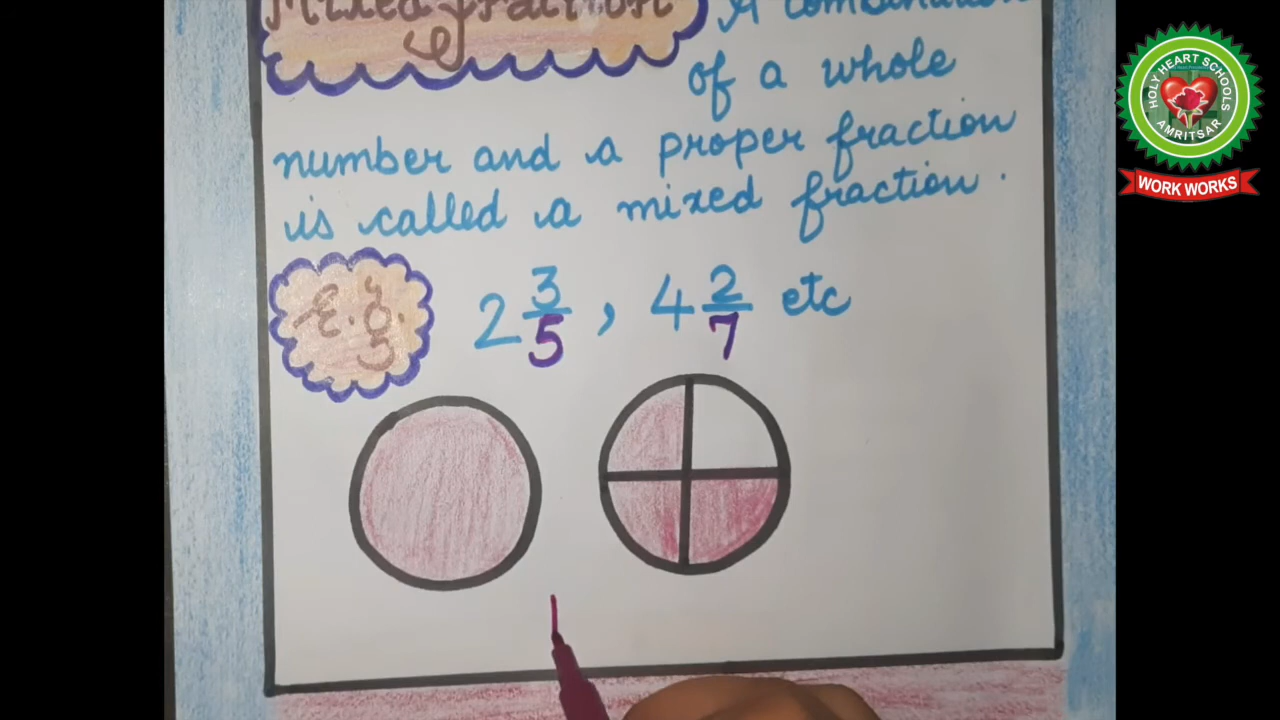 Mixed fraction A combination
of a whole
number and a proper fraction
is called a mixed fraction.
E.g. 2 3/5, 4 2/7 etc
HOLY HEART SCHOOLS
AMRITSAR
WORK WORKS